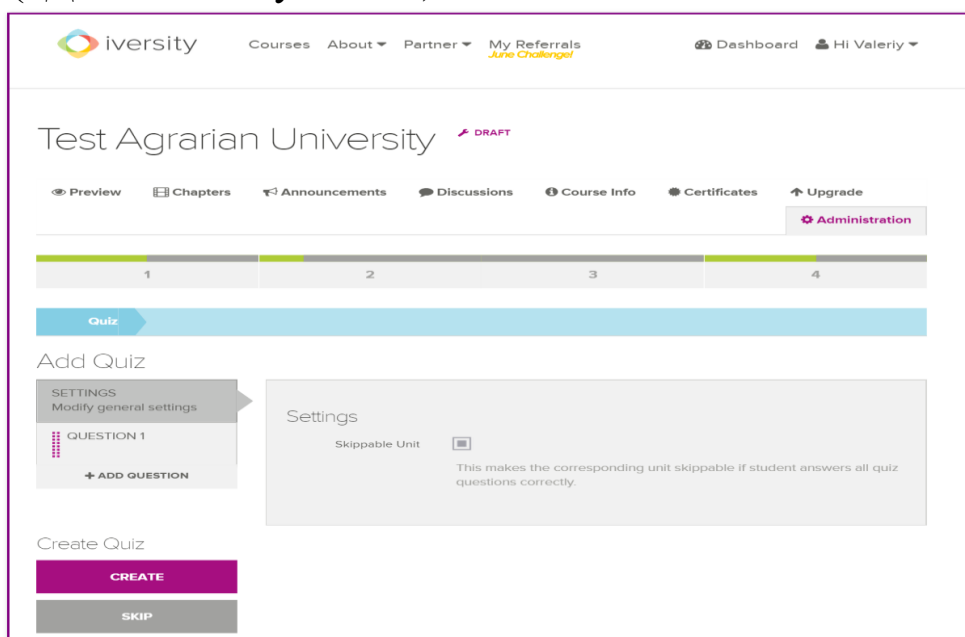 iversity
Courses About Partner My Referrals Dashboard Hi Valeriy
June Challenge!
Test Agrarian University DRAFT
Preview Chapters Announcements Discussions Course Info Certificates Upgrade
Administration
1 2 3 4
Quiz
Add Quiz
SETTINGS
Modify general settings
QUESTION 1
+ ADD QUESTION
Settings
Skippable Unit
This makes the corresponding unit skippable if student answers all quiz
questions correctly.
Create Quiz
CREATE
SKIP